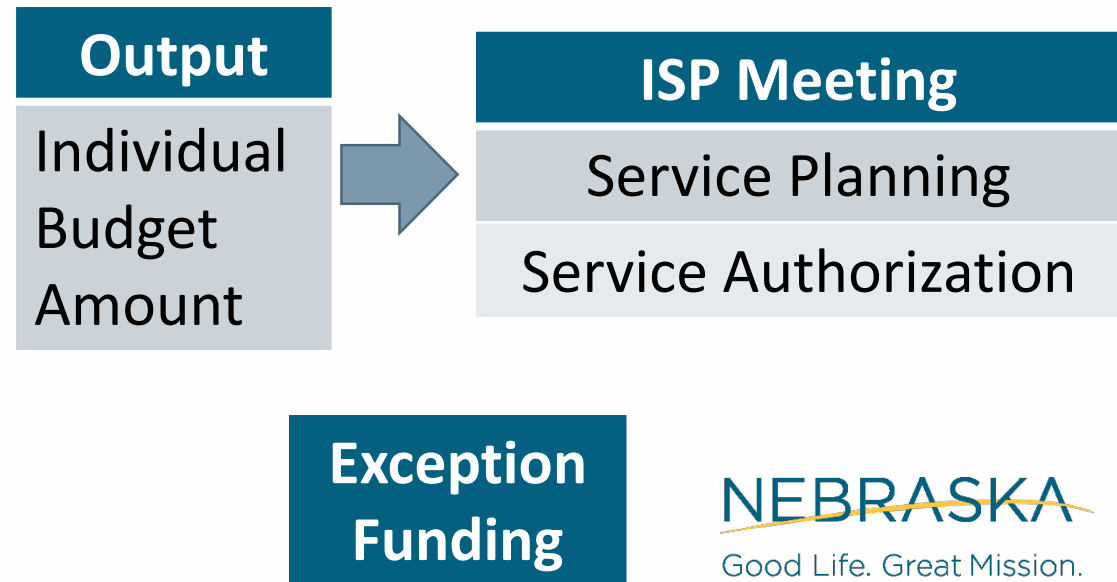 Output
Individual
Budget
Amount
ISP Meeting
Service Planning
Service Authorization
Exception
Funding
NEBRASKA
Good Life. Great Mission.